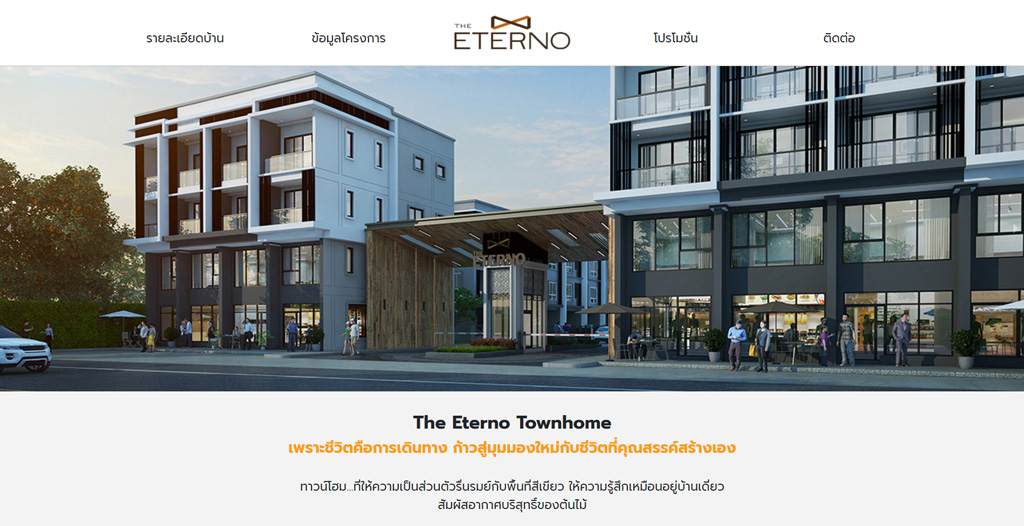 รายละเอียดบ้าน
ข้อมูลโครงการ
THE
ETERNO
โปรโมชั่น
ติดต่อ
ETERNO
The Eterno Townhome
เพราะชีวิตคือการเดินทาง ก้าวสู่มุมมองใหม่กับชีวิตที่คุณสรรค์สร้างเอง
ทาวน์โฮม...ที่ให้ความเป็นส่วนตัวรื่นรมย์กับพื้นที่สีเขียว ให้ความรู้สึกเหมือนอยู่บ้านเดี่ยว
สัมผัสอากาศบริสุทธิ์ของต้นไม้